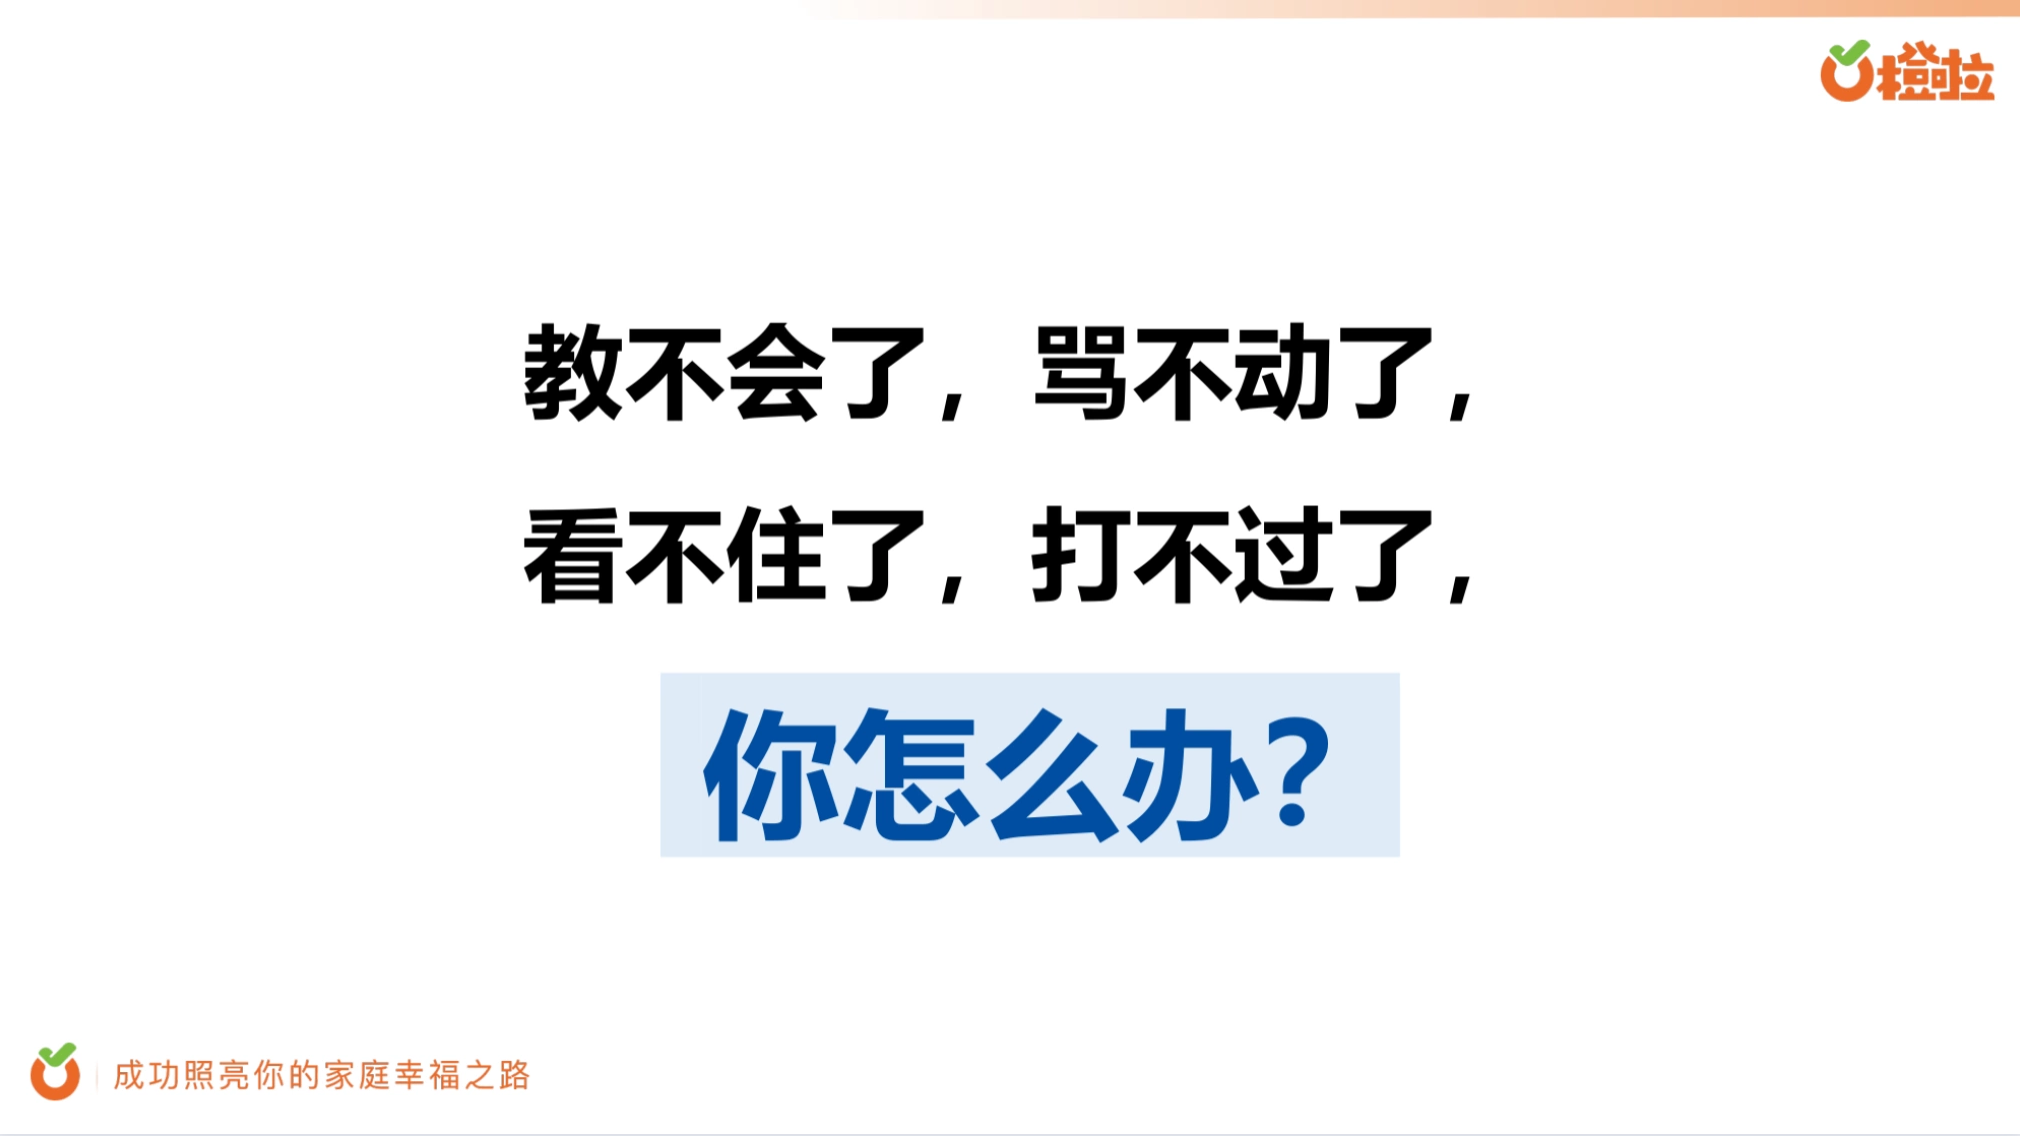 橙啦
教不会了，骂不动了，
看不住了，打不过了，
你怎么办？
成功照亮你的家庭幸福之路